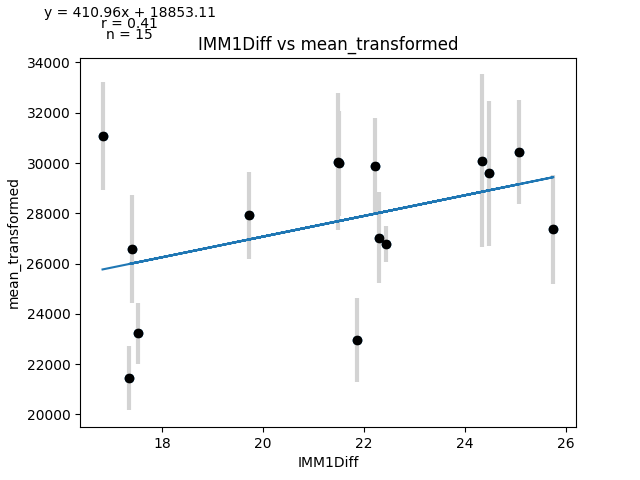 y = 410.96x + 18853.11
r = 0.41
n = 15
IMM1Diff vs mean_transformed
34000
32000
30000
28000
26000
24000
22000
20000
mean_transformed
18 20 22 24 26
IMM1Diff